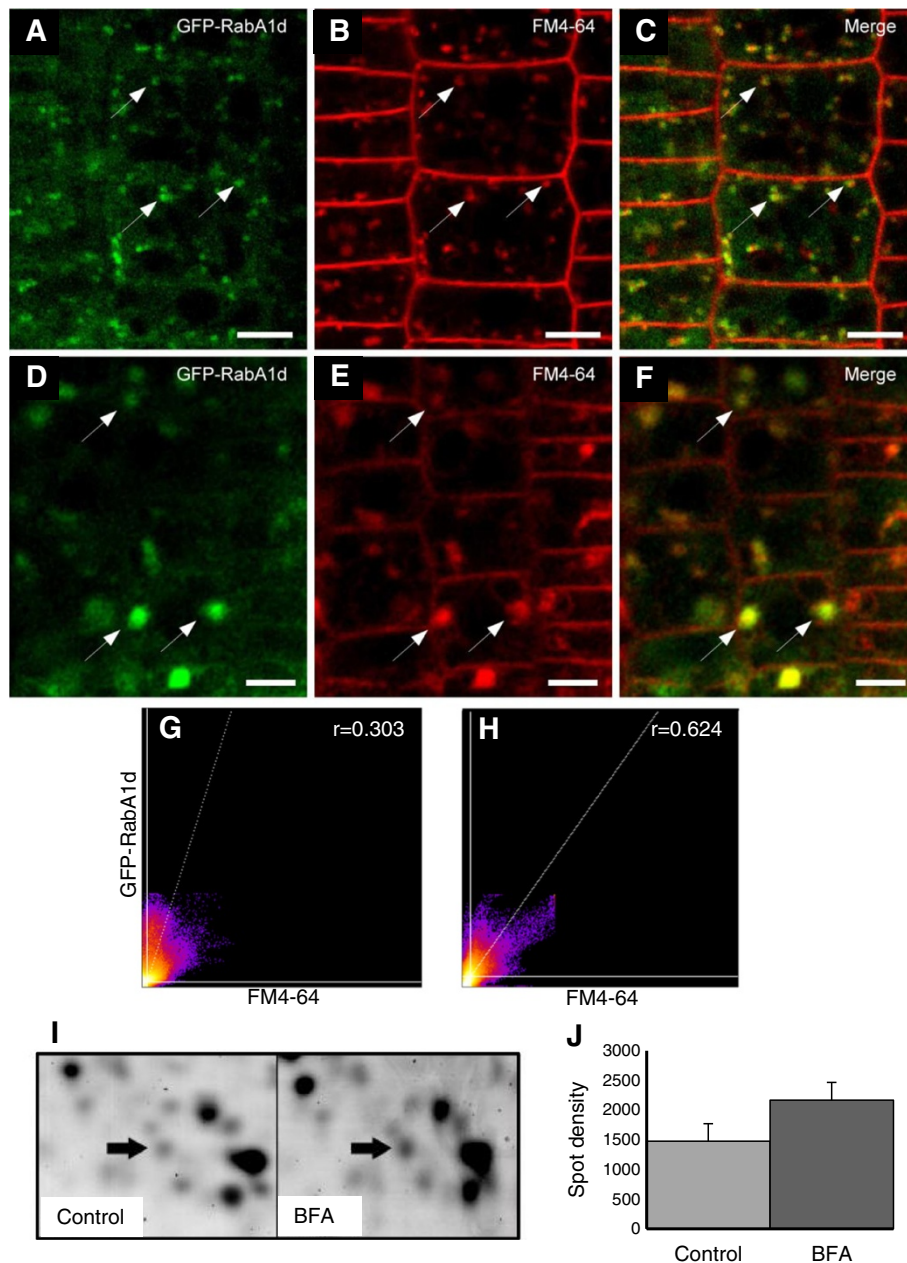 A GFP-RabA1d
B FM4-64
C Merge
D GFP-RabA1d
E FM4-64
F Merge
G r=0.303
H r=0.624
GFP-RabA1d
FM4-64
FM4-64
I
Control
BFA
J
Spot density
3000
2500
2000
1500
1000
500
0
Control
BFA